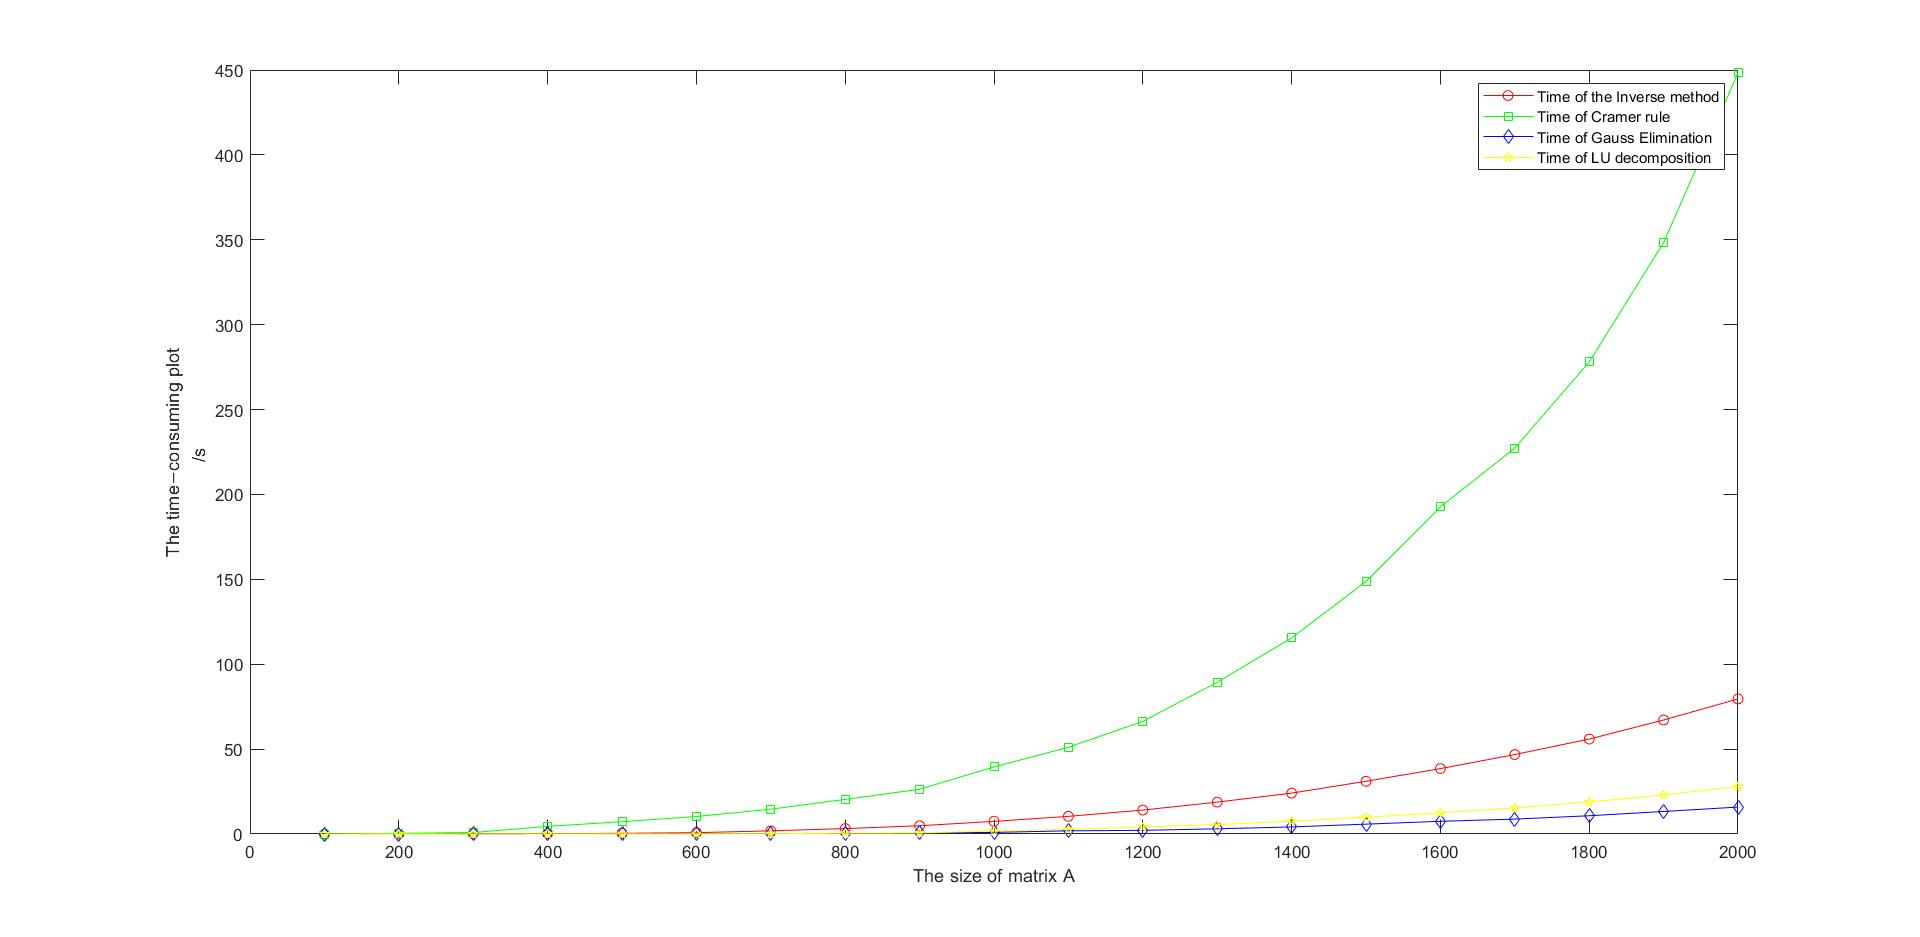 450
400
350
300
250
200
150
100
50
0
The time-consuming plot
/s
Time of the Inverse method
Time of Cramer rule
Time of Gauss Elimination
Time of LU decomposition
0 200 400 600 800 1000 1200 1400 1600 1800 2000
The size of matrix A